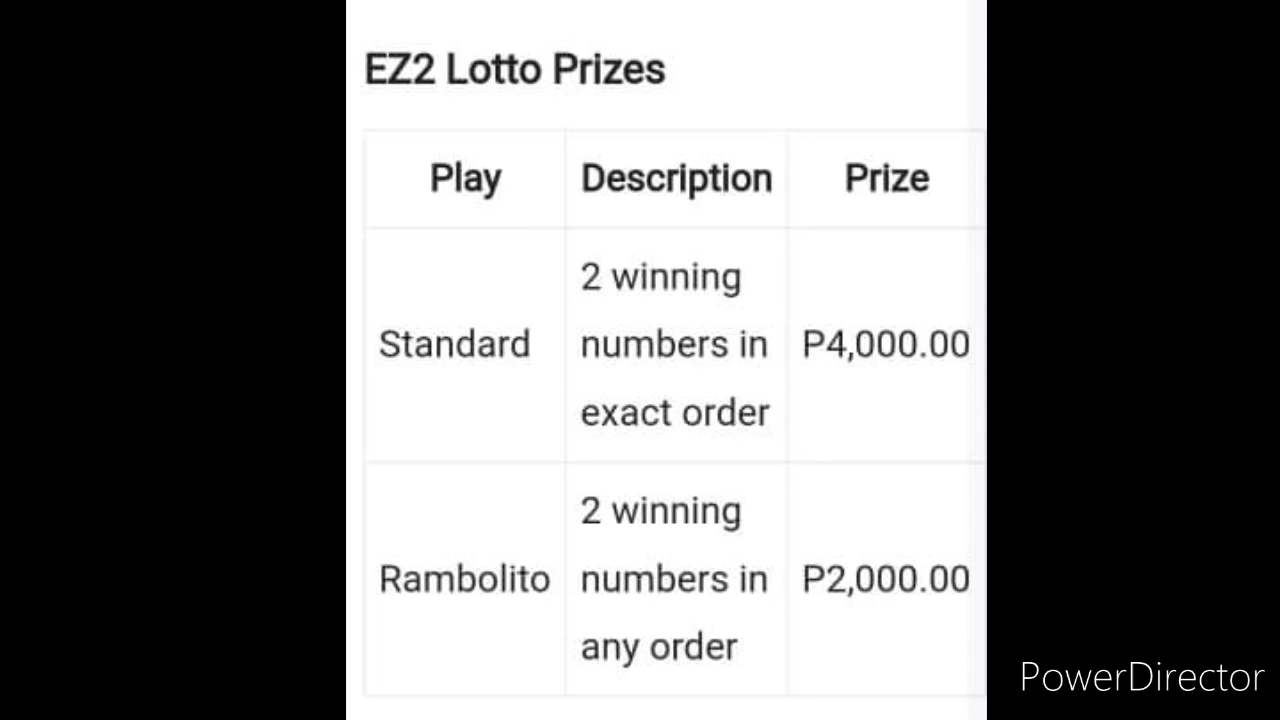 EZ2 Lotto Prizes
Play Description Prize
2 winning
Standard numbers in P4,000.00
exact order
2 winning
Rambolito numbers in P2,000.00
any order
PowerDirector